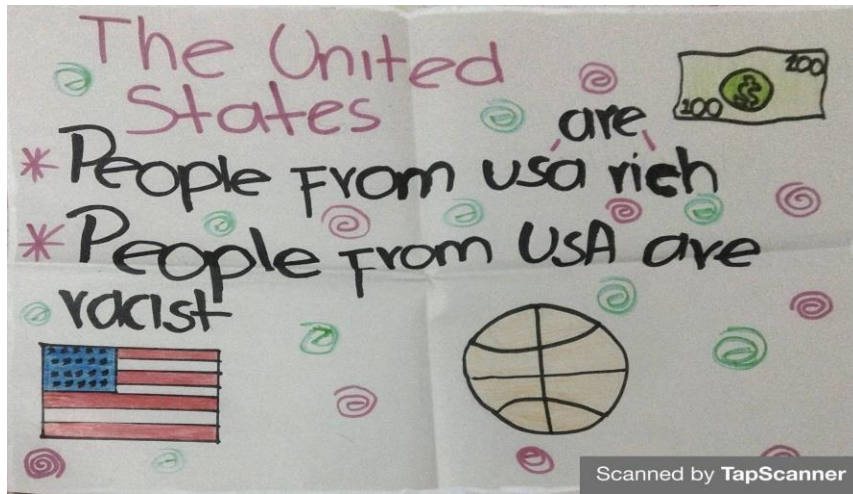 The United
States
100
100
are
* People From usa rich
* People From USA are
racist
Scanned by TapScanner